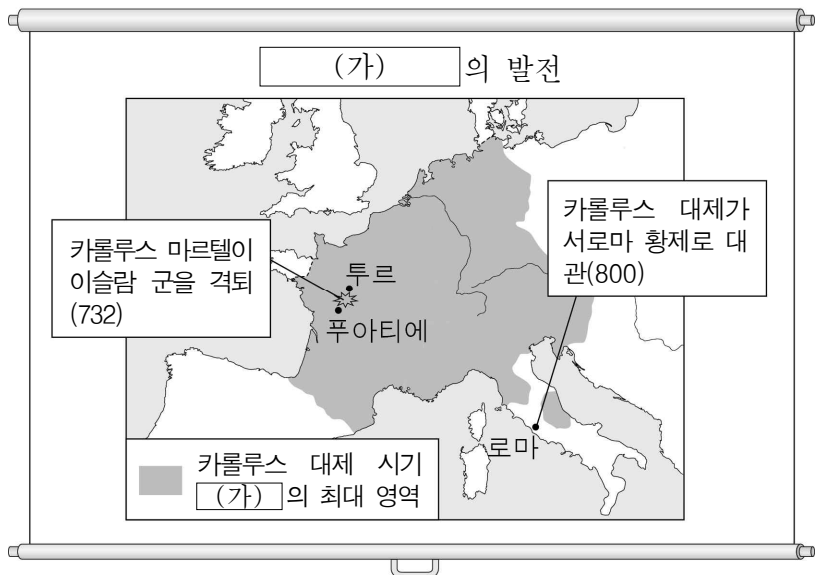 (가) 의 발전
카롤루스 마르텔이
이슬람 군을 격퇴
(732)
투르
푸아티에
카롤루스 대제가
서로마 황제로 대
관(800)
로마
카롤루스 대제 시기
(가) 의 최대 영역